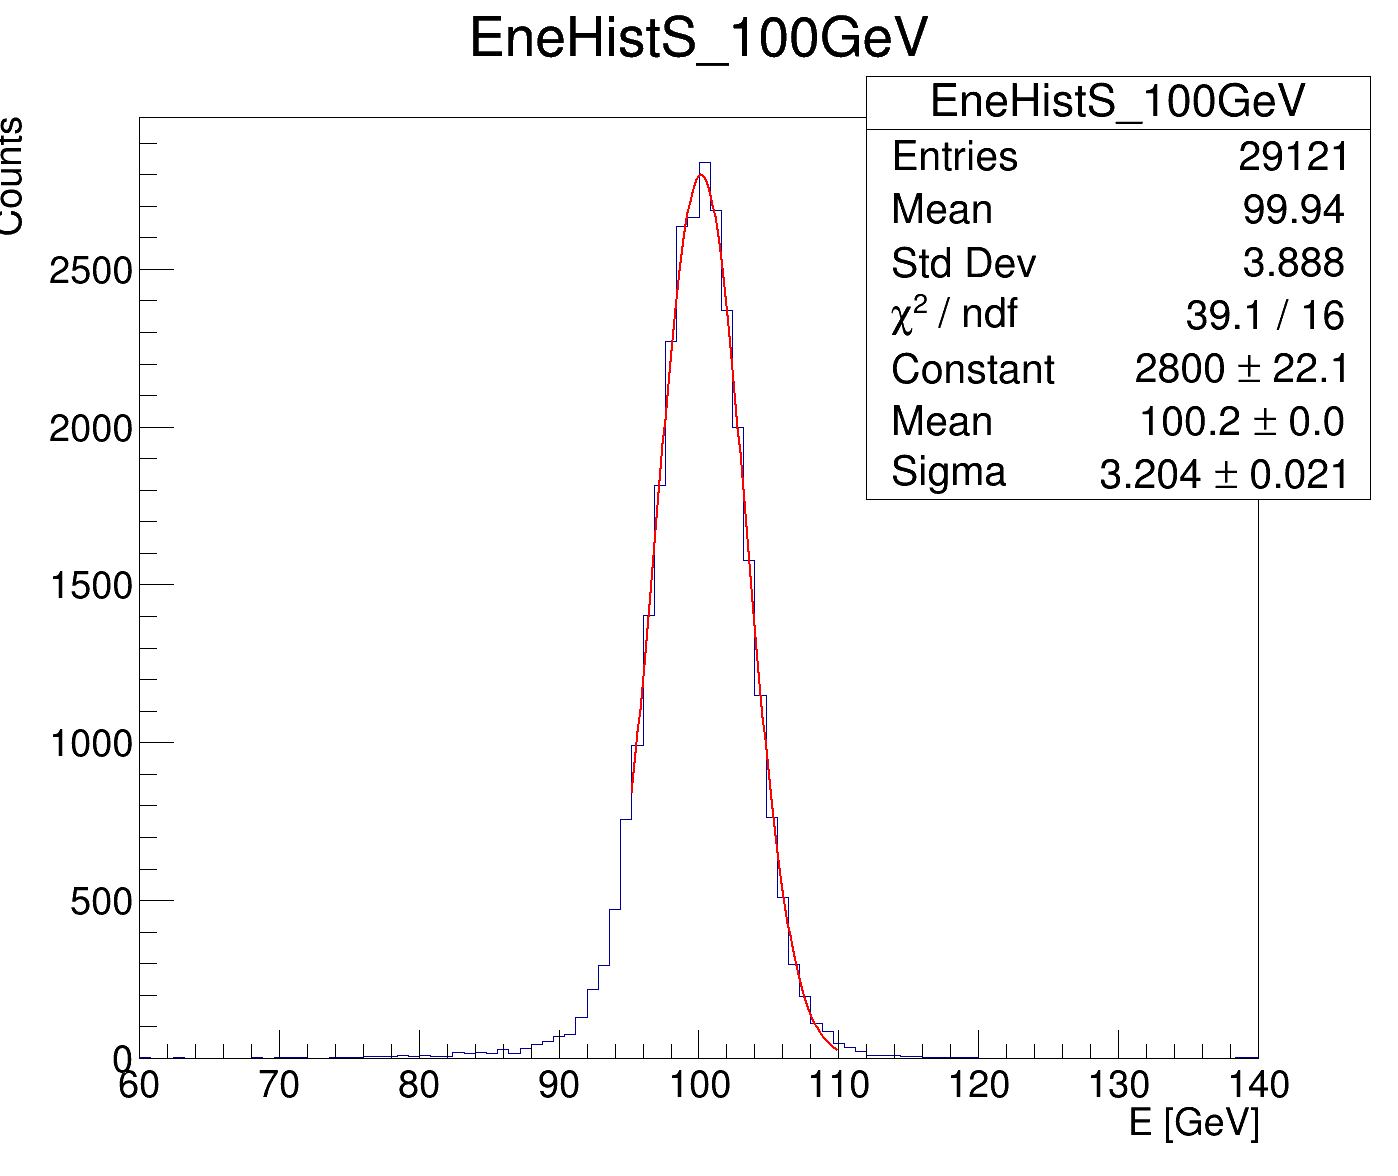 EneHistS_100GeV
EneHistS_100GeV
Entries 29121
Mean 99.94
Std Dev 3.888
χ² / ndf 39.1 / 16
Constant 2800 ± 22.1
Mean 100.2 ± 0.0
Sigma 3.204 ± 0.021
Counts
2500
2000
1500
1000
500
0
60 70 80 90 100 110 120 130 140
E [GeV]